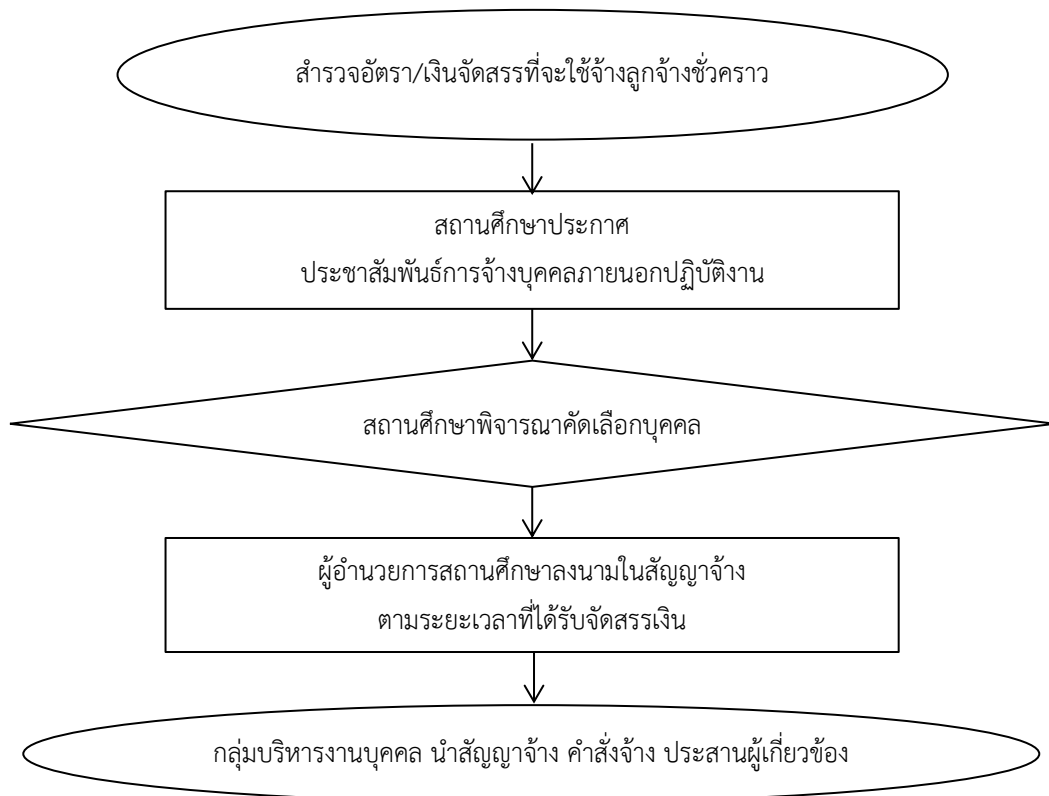 สำรวจอัตรา/เงินจัดสรรที่จะใช้จ้างลูกจ้างชั่วคราว
สถานศึกษาประกาศ
ประชาสัมพันธ์การจ้างบุคคลภายนอกปฏิบัติงาน
สถานศึกษาพิจารณาคัดเลือกบุคคล
ผู้อำนวยการสถานศึกษาลงนามในสัญญาจ้าง
ตามระยะเวลาที่ได้รับจัดสรรเงิน
กลุ่มบริหารงานบุคคล นำสัญญาจ้าง คำสั่งจ้าง ประสานผู้เกี่ยวข้อง